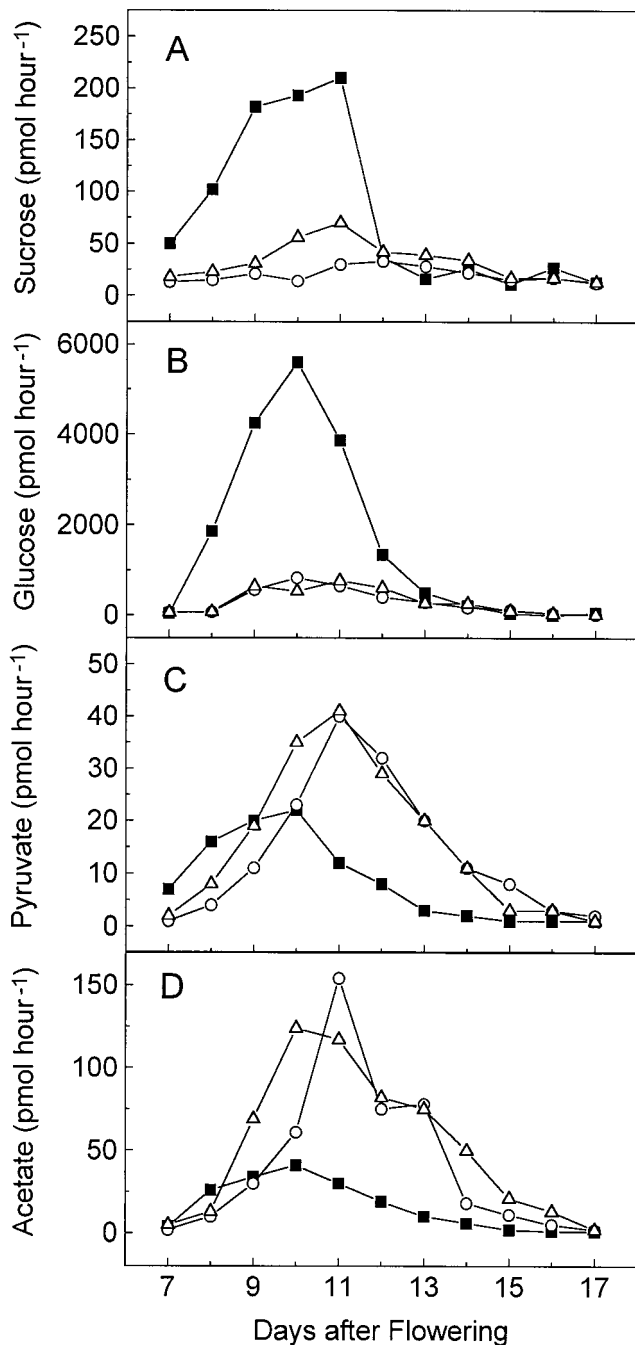 A
Sucrose (pmol hour-1)
250
200
150
100
50
0
B
Glucose (pmol hour-1)
6000
4000
2000
0
C
Pyruvate (pmol hour-1)
50
40
30
20
10
0
D
Acetate (pmol hour-1)
150
100
50
0
7 9 11 13 15 17
Days after Flowering